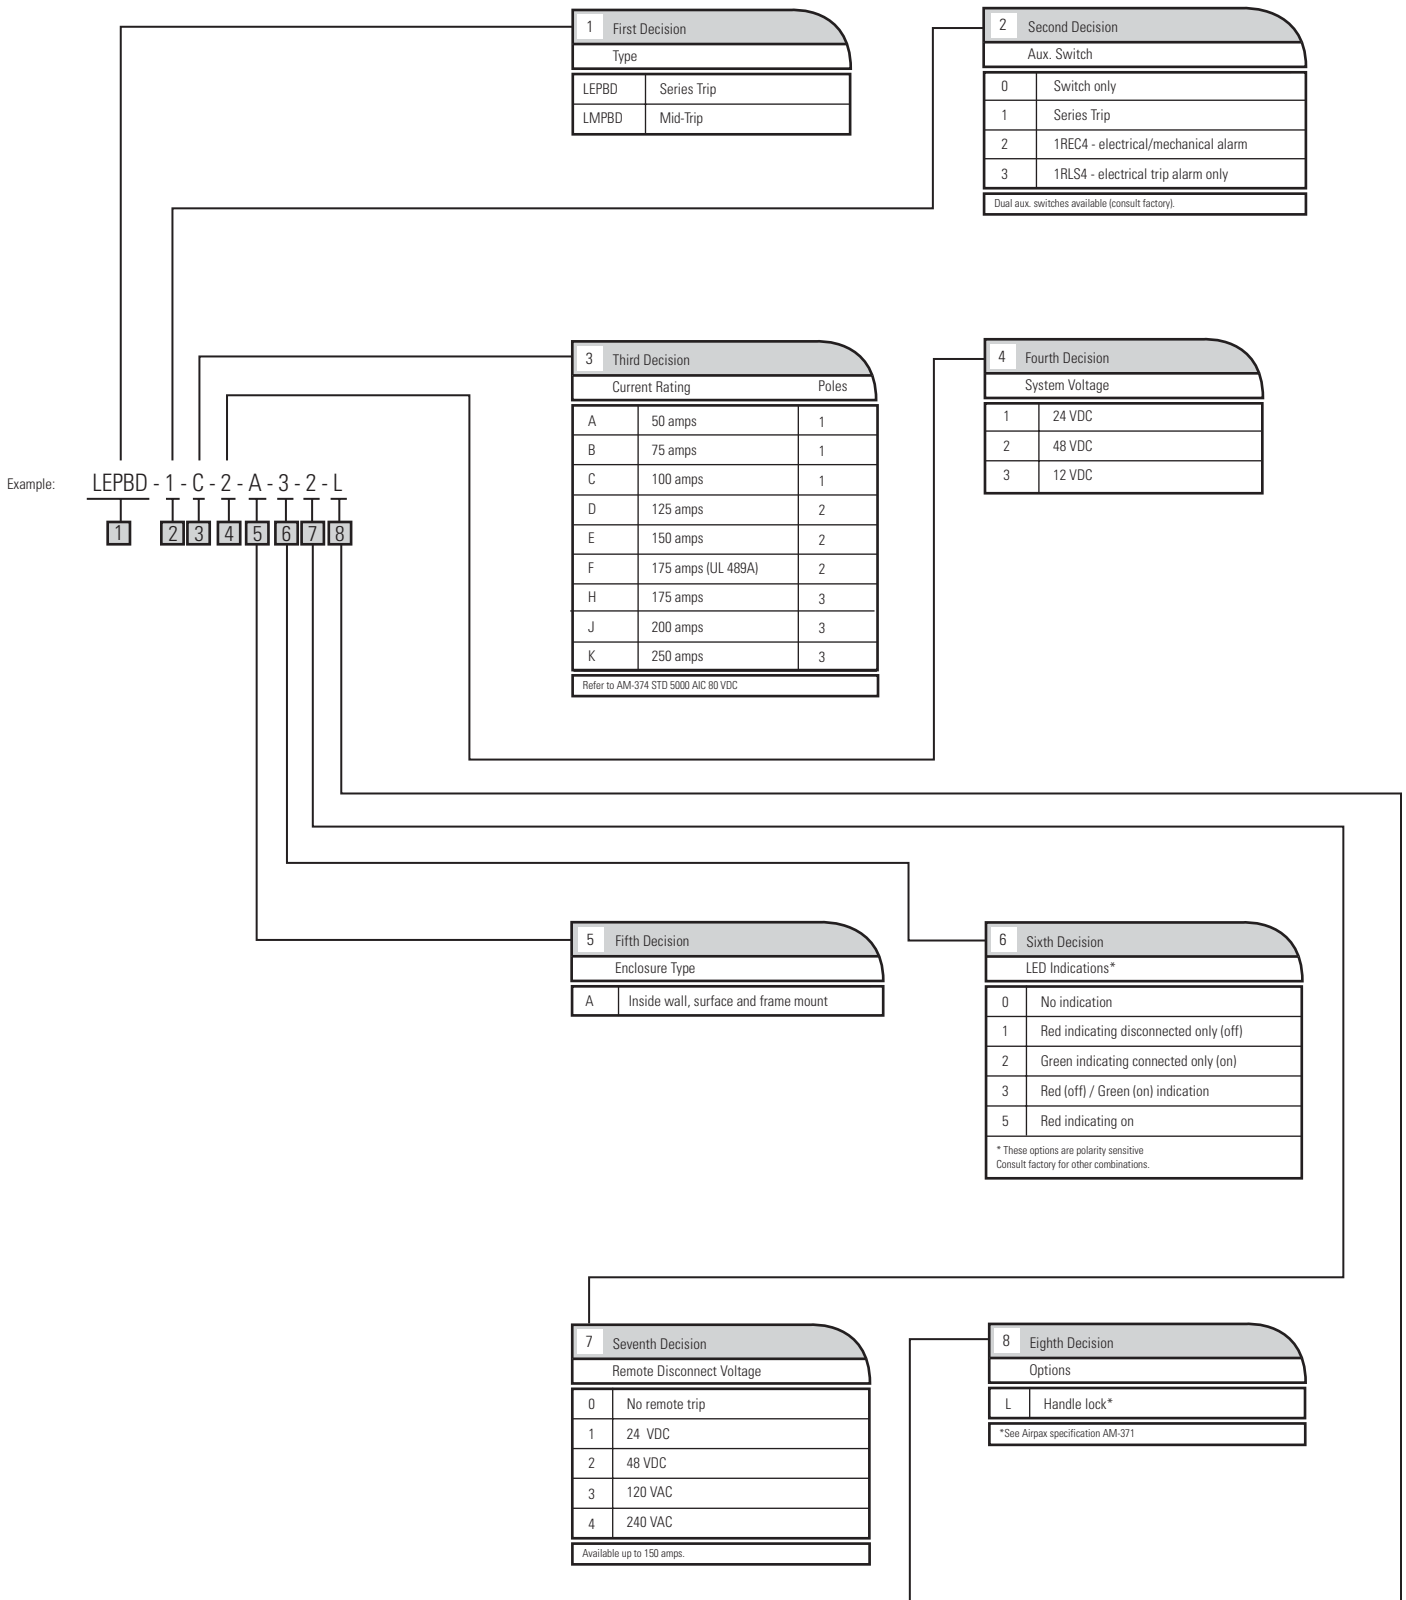 1 First Decision
Type
LEPBD Series Trip
LMPBD Mid-Trip
2 Second Decision
Aux. Switch
0 Switch only
1 Series Trip
2 1REC4 - electrical/mechanical alarm
3 1RLS4 - electrical trip alarm only
Dual aux. switches available (consult factory).
3 Third Decision
Current Rating Poles
A 50 amps 1
B 75 amps 1
C 100 amps 1
D 125 amps 2
E 150 amps 2
F 175 amps (UL 489A) 2
H 175 amps 3
J 200 amps 3
K 250 amps 3
Refer to AM-374 STD 5000 AIC 80 VDC
4 Fourth Decision
System Voltage
1 24 VDC
2 48 VDC
3 12 VDC
Example: LEPBD - 1 - C - 2 - A - 3 - 2 - L
1 2 3 4 5 6 7 8
5 Fifth Decision
Enclosure Type
A Inside wall, surface and frame mount
6 Sixth Decision
LED Indications*
0 No indication
1 Red indicating disconnected only (off)
2 Green indicating connected only (on)
3 Red (off) / Green (on) indication
5 Red indicating on
* These options are polarity sensitive
Consult factory for other combinations.
7 Seventh Decision
Remote Disconnect Voltage
0 No remote trip
1 24 VDC
2 48 VDC
3 120 VAC
4 240 VAC
Available up to 150 amps.
8 Eighth Decision
Options
L Handle lock*
*See Airpax specification AM-371